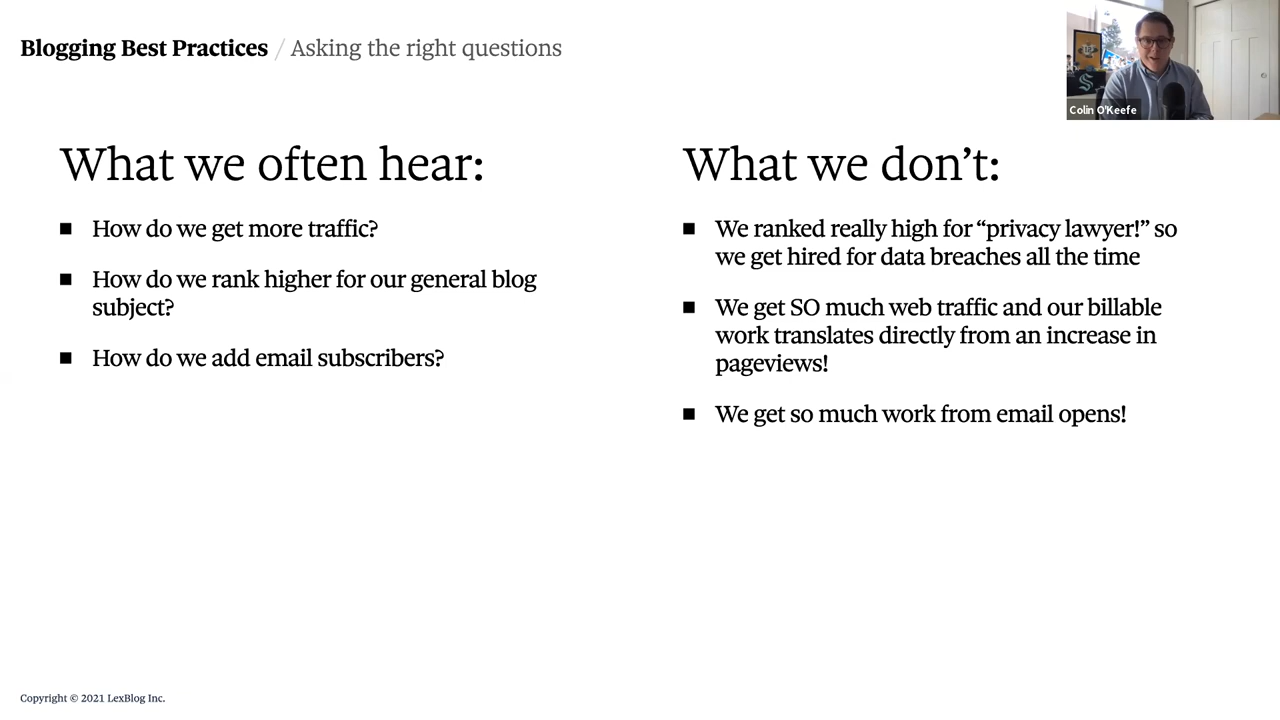 Blogging Best Practices / Asking the right questions
Colin O'Keefe
What we often hear:
How do we get more traffic?
How do we rank higher for our general blog
subject?
How do we add email subscribers?
What we don’t:
We ranked really high for “privacy lawyer!” so
we get hired for data breaches all the time
We get SO much web traffic and our billable
work translates directly from an increase in
pageviews!
We get so much work from email opens!
Copyright © 2021 LexBlog Inc.